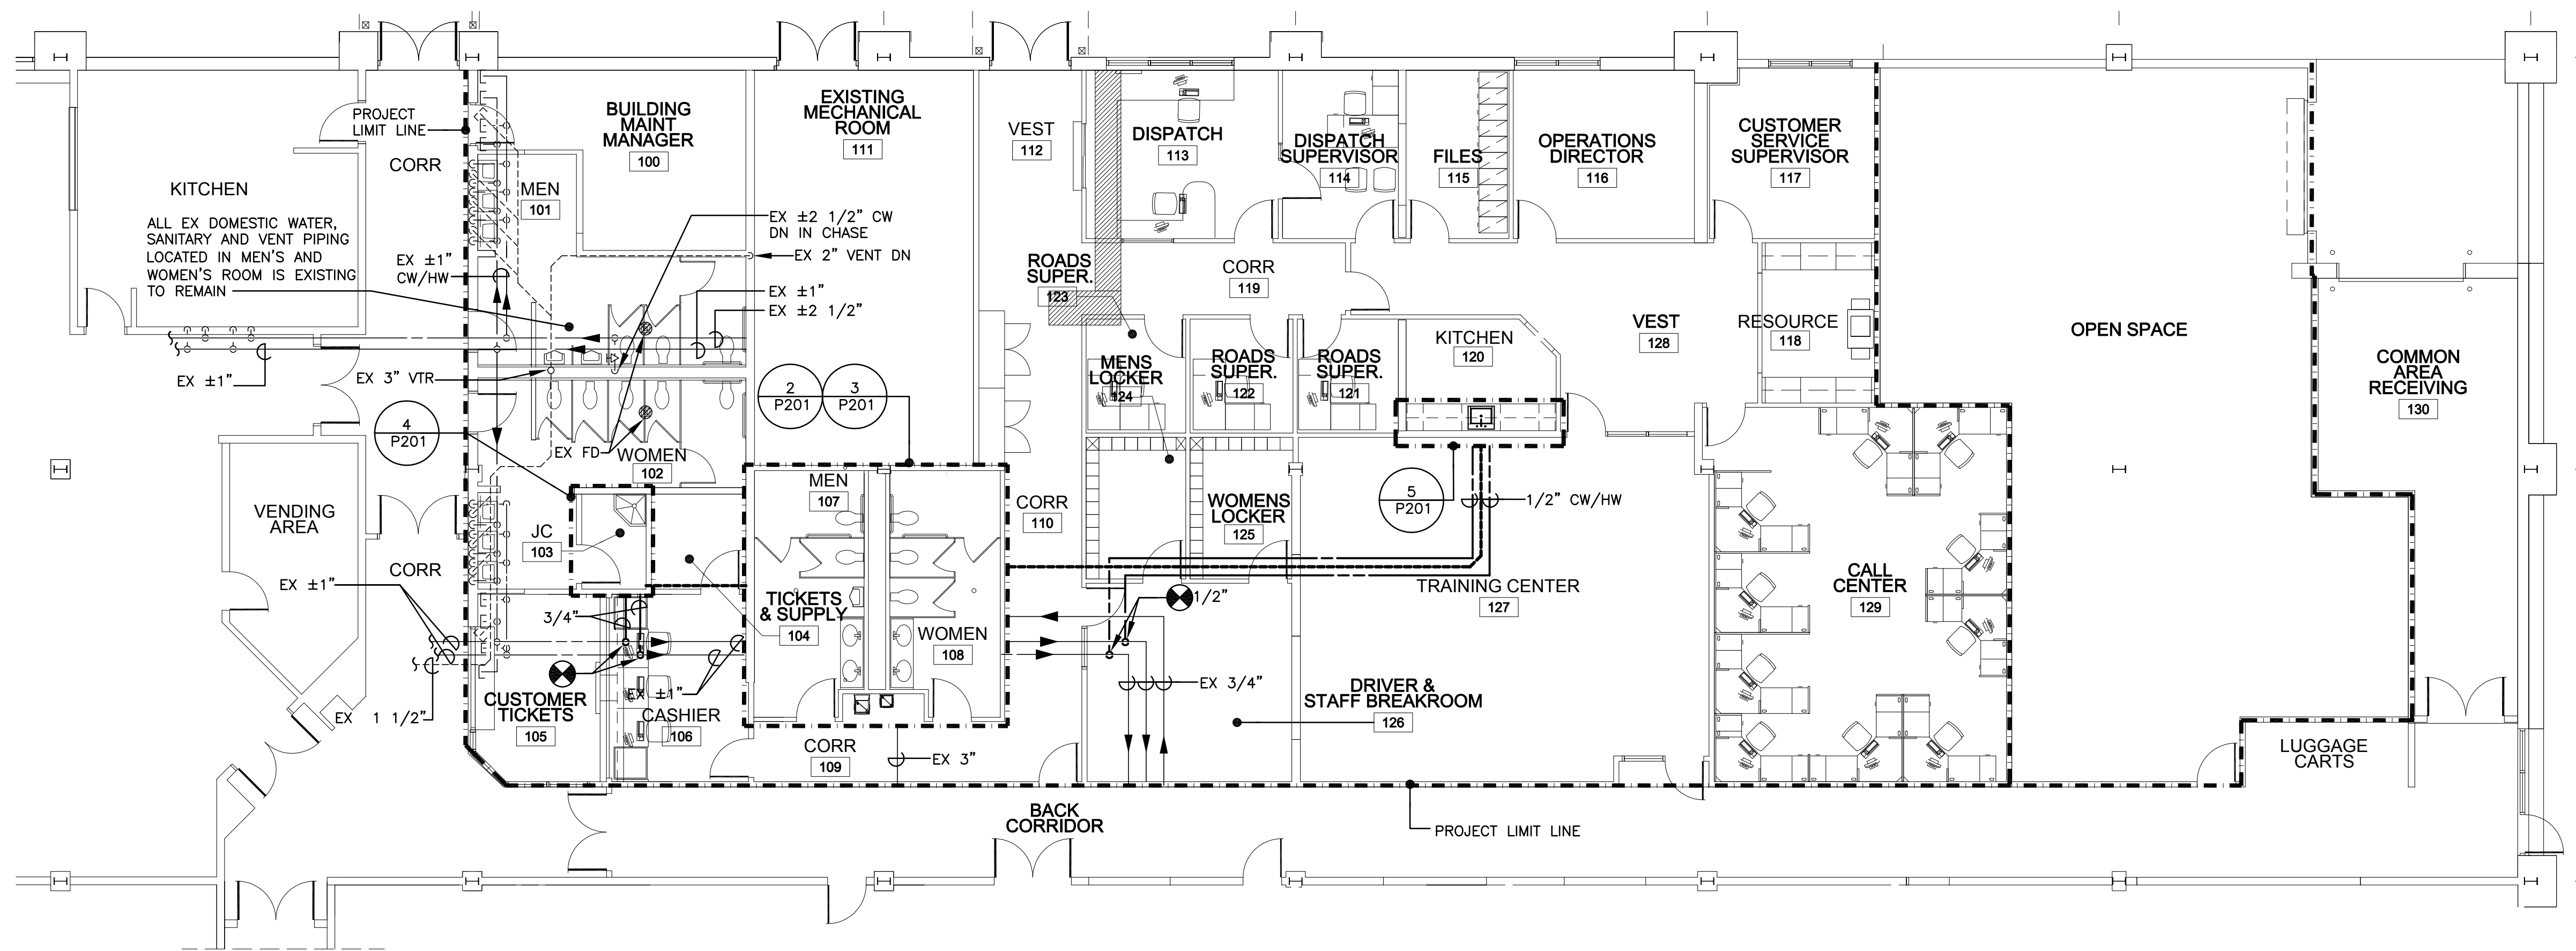 KITCHEN
ALL EX DOMESTIC WATER,
SANITARY AND VENT PIPING
LOCATED IN MEN'S AND
WOMEN'S ROOM IS EXISTING
TO REMAIN
PROJECT
LIMIT LINE
CORR
EX ±1"
CW/HW
EX ±1"
EX 3" VTR
MEN
101
BUILDING
MAINT
MANAGER
100
EXISTING
MECHANICAL
ROOM
111
EX ±2 1/2" CW
DN IN CHASE
EX 2" VENT DN
EX ±1"
EX ±2 1/2"
VEST
112
DISPATCH
113
DISPATCH
SUPERVISOR
114
FILES
115
OPERATIONS
DIRECTOR
116
CUSTOMER
SERVICE
SUPERVISOR
117
ROADS
SUPER.
123
CORR
119
KITCHEN
120
VEST
128
RESOURCE
118
OPEN SPACE
COMMON
AREA
RECEIVING
130
MENS
LOCKER
124
ROADS
SUPER.
122
ROADS
SUPER.
121
2
P201
3
P201
4
P201
EX FD
WOMEN
102
VENDING
AREA
CORR
EX ±1"
EX 1 1/2"
JC
103
3/4"
MEN
107
TICKETS
& SUPPLY
104
WOMEN
108
CORR
110
WOMENS
LOCKER
125
5
P201
1/2" CW/HW
1/2"
TRAINING CENTER
127
CALL
CENTER
129
CUSTOMER
TICKETS
105
EX ±1"
CASHIER
106
CORR
109
EX 3"
EX 3/4"
DRIVER &
STAFF BREAKROOM
126
LUGGAGE
CARTS
BACK
CORRIDOR
PROJECT LIMIT LINE